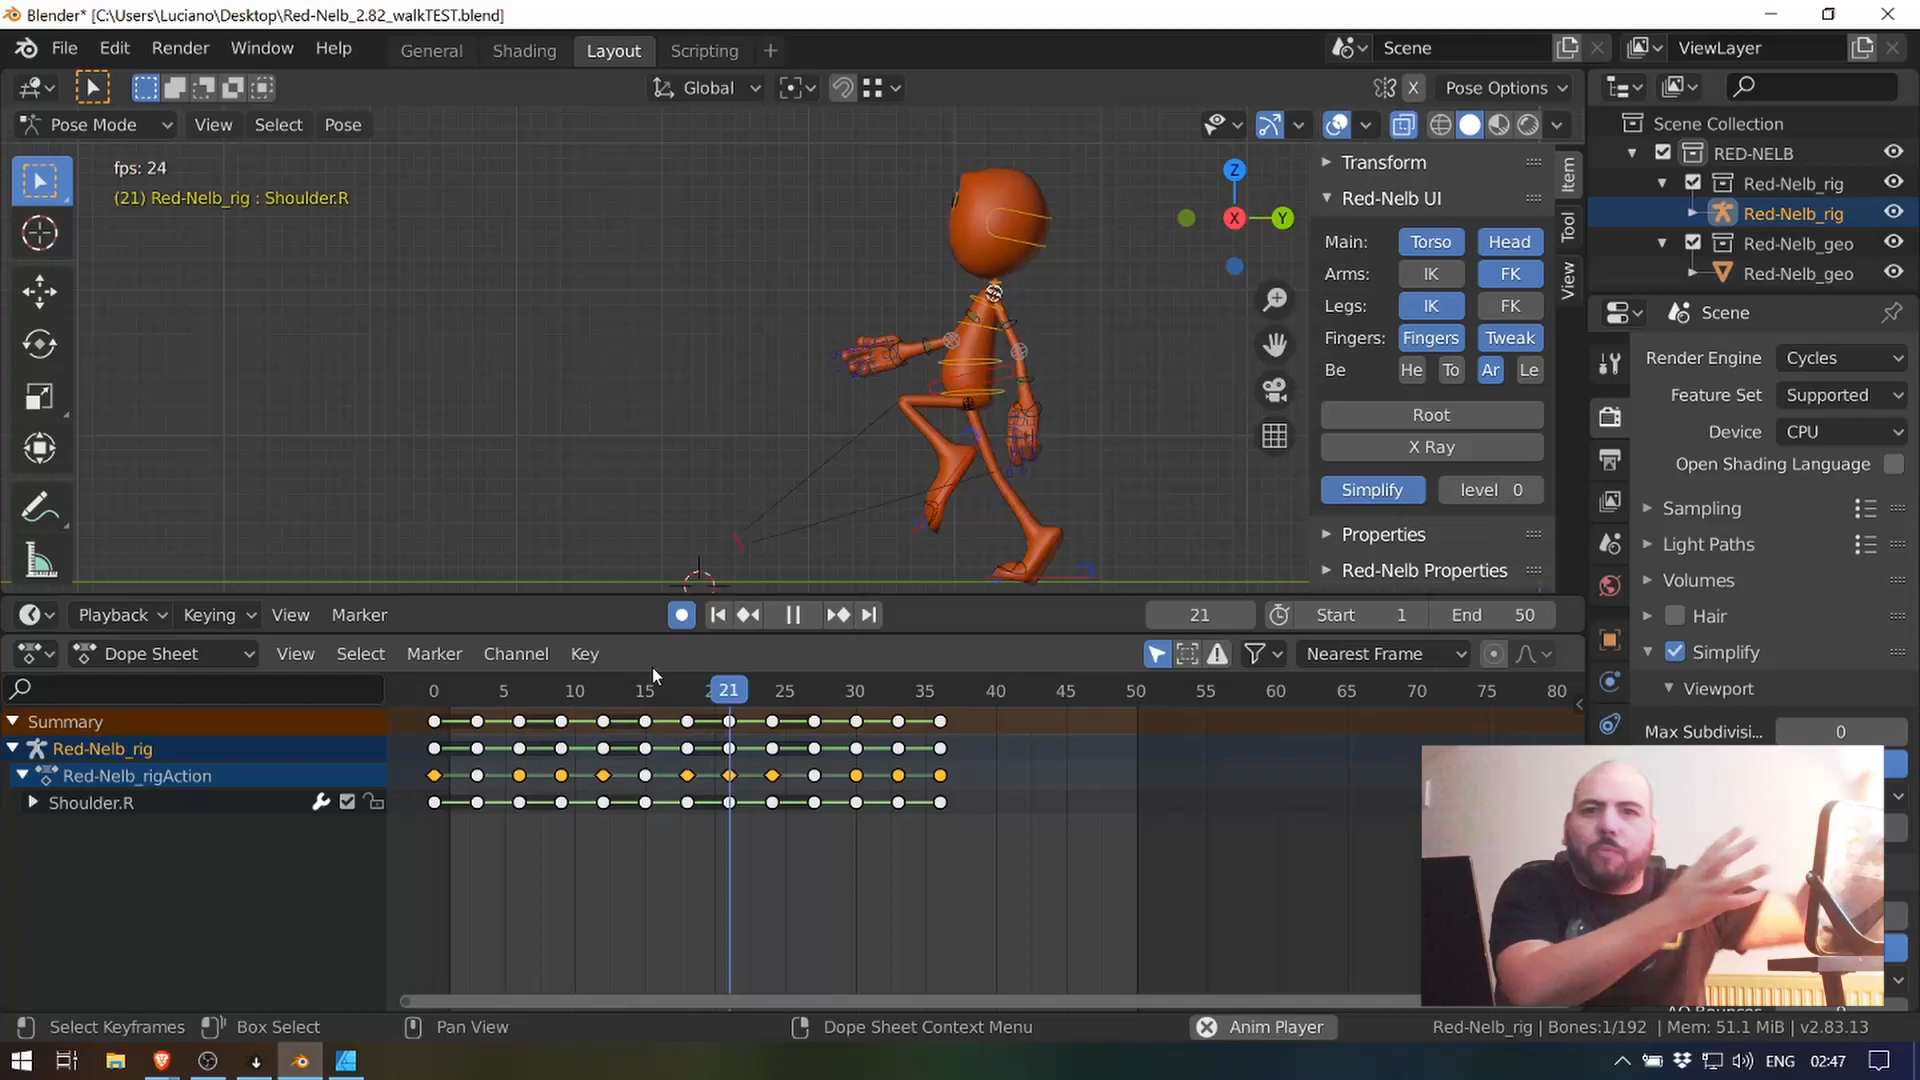 Blender* [C:\Users\Luciano\Desktop\Red-Nelb_2.82_walkTEST.blend]
File Edit Render Window Help General Shading Layout Scripting + Scene ViewLayer
Global X Pose Options
Pose Mode View Select Pose
fps: 24
(21) Red-Nelb_rig : Shoulder.R
Z
X Y
Transform
Red-Nelb UI
Main: Torso Head
Arms: IK FK
Legs: IK FK
Fingers: Fingers Tweak
Be He To Ar Le
Root
X Ray
Simplify level 0
Properties
Red-Nelb Properties
Item
Tool
View
Scene Collection
RED-NELB
Red-Nelb_rig
Red-Nelb_rig
Red-Nelb_geo
Red-Nelb_geo
Scene
Render Engine Cycles
Feature Set Supported
Device CPU
Open Shading Language
Sampling
Light Paths
Volumes
Hair
Simplify
Viewport
Max Subdivisi... 0
Playback Keying View Marker 21 Start 1 End 50
Dope Sheet View Select Marker Channel Key Nearest Frame
0 5 10 15 21 25 30 35 40 45 50 55 60 65 70 75 80
Summary
Red-Nelb_rig
Red-Nelb_rigAction
Shoulder.R
Select Keyframes Box Select Pan View Dope Sheet Context Menu Anim Player Red-Nelb_rig | Bones:1/192 | Mem: 51.1 MiB | v2.83.13
ENG 02:47